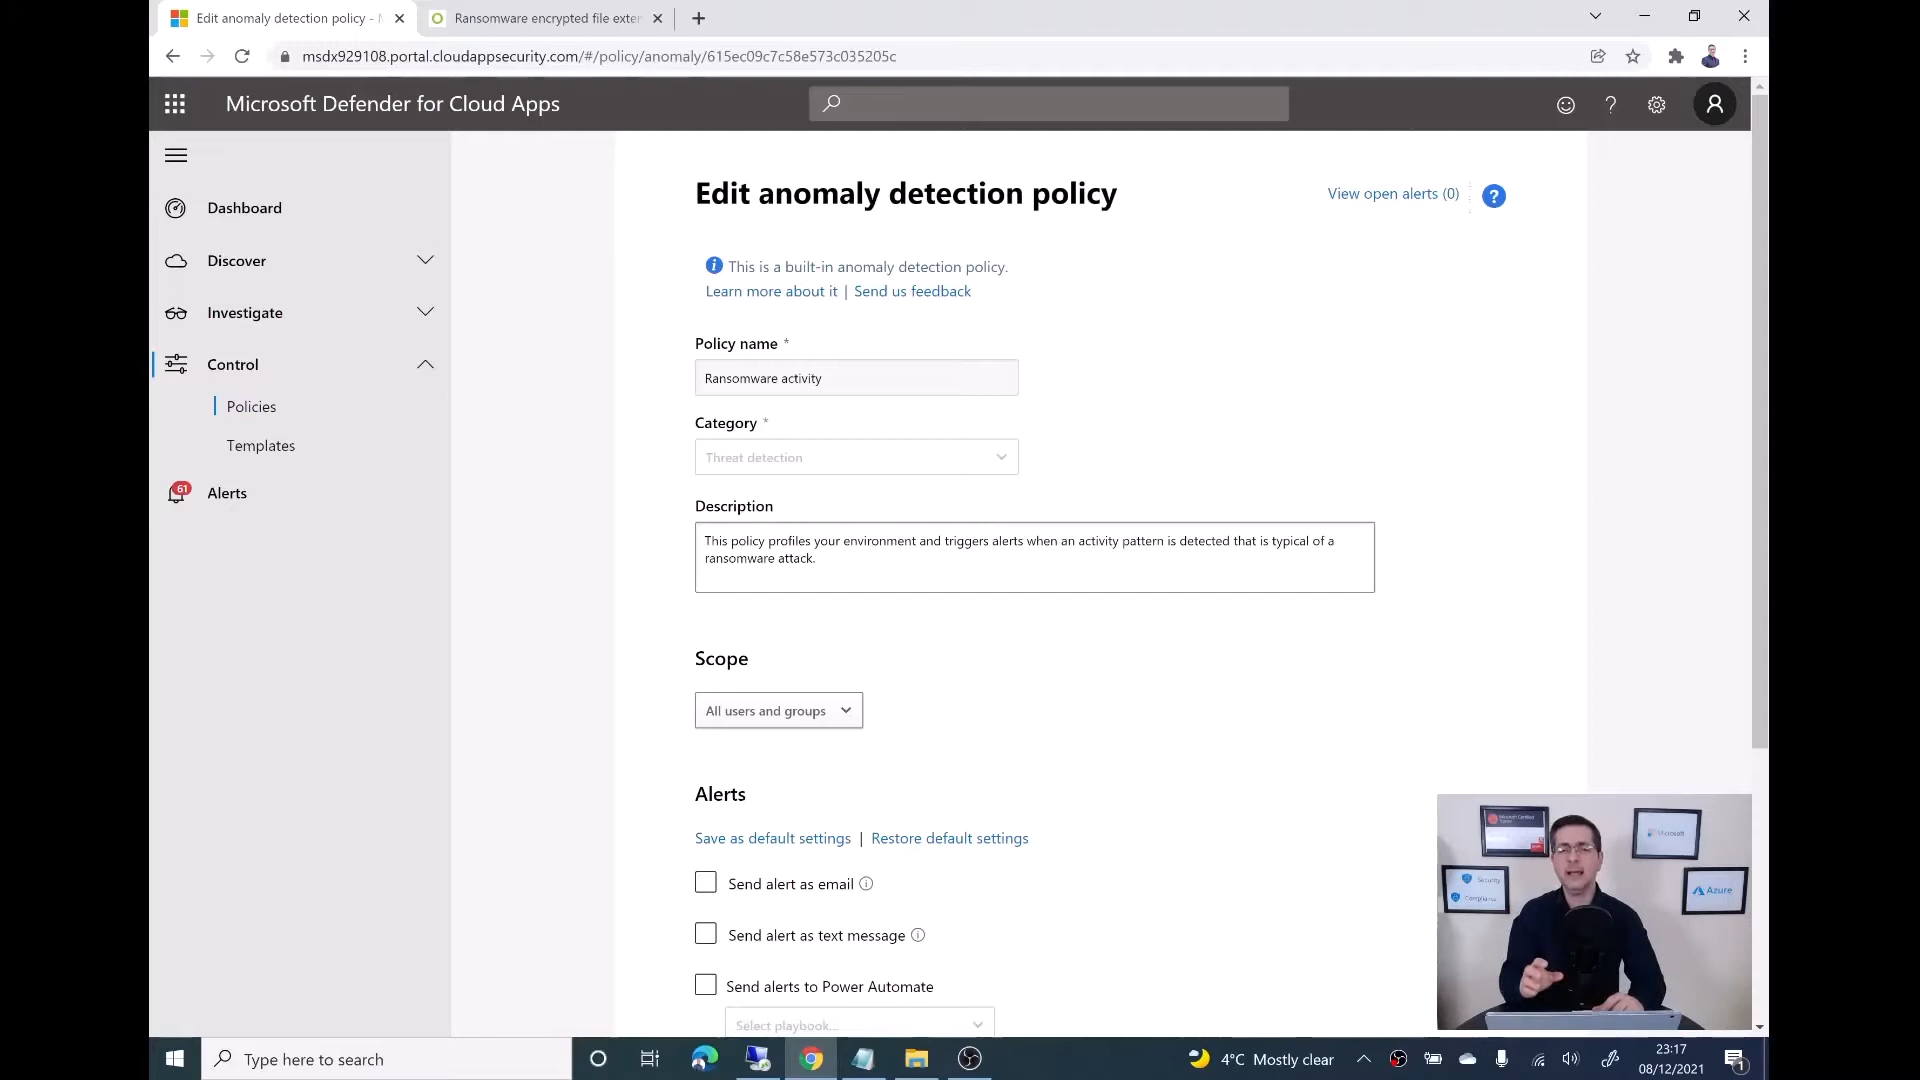 Edit anomaly detection policy -
Ransomware encrypted file exter
msdx929108.portal.cloudappsecurity.com/#/policy/anomaly/615ec09c7c58e573c035205c
Microsoft Defender for Cloud Apps
Dashboard
Discover
Investigate
Control
Policies
Templates
61
Alerts
Edit anomaly detection policy
View open alerts (0)
?
This is a built-in anomaly detection policy.
Learn more about it | Send us feedback
Policy name *
Ransomware activity
Category *
Threat detection
Description
This policy profiles your environment and triggers alerts when an activity pattern is detected that is typical of a
ransomware attack.
Scope
All users and groups
Alerts
Save as default settings | Restore default settings
Send alert as email
Send alert as text message
Send alerts to Power Automate
Select playbook...
Microsoft
Security
Compliance
Azure
Type here to search
4°C Mostly clear
23:17
08/12/2021
1